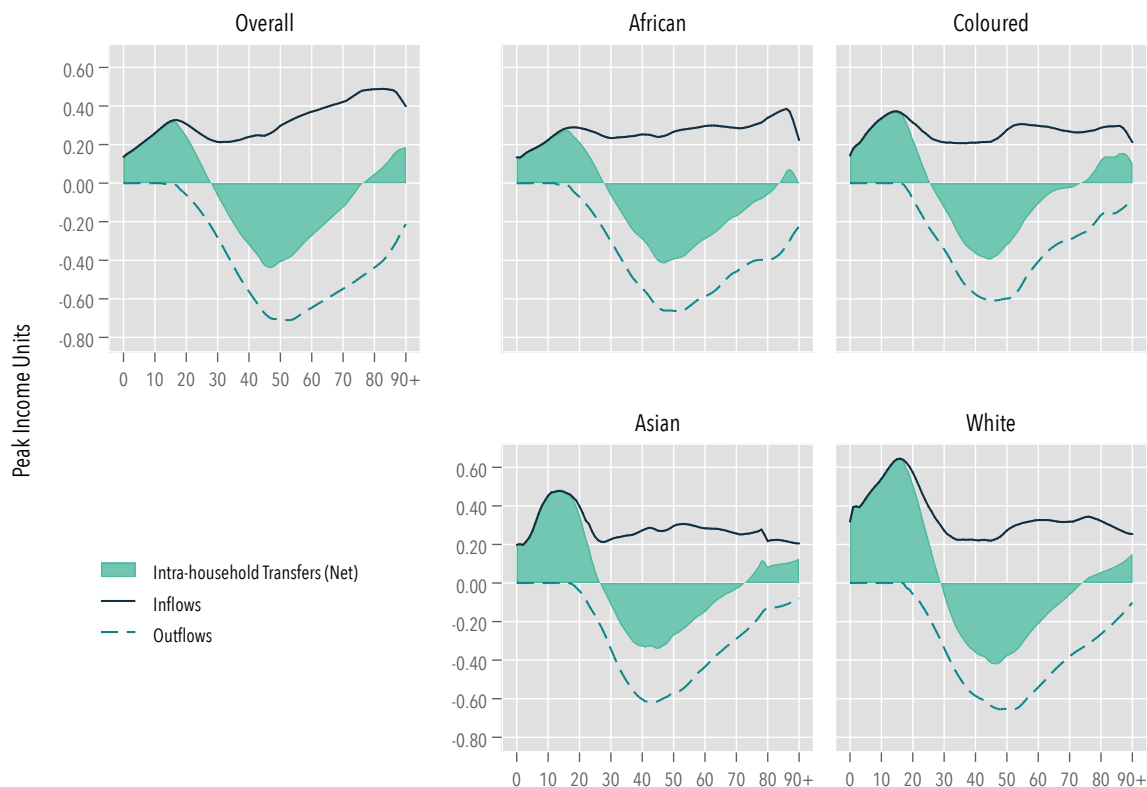 Overall
African
Coloured
0.60
0.40
0.20
0.00
-0.20
-0.40
-0.60
-0.80
0 10 20 30 40 50 60 70 80 90+
Peak Income Units
Asian
White
0.60
0.40
0.20
0.00
-0.20
-0.40
-0.60
-0.80
0 10 20 30 40 50 60 70 80 90+
0 10 20 30 40 50 60 70 80 90+
Intra-household Transfers (Net)
Inflows
Outflows